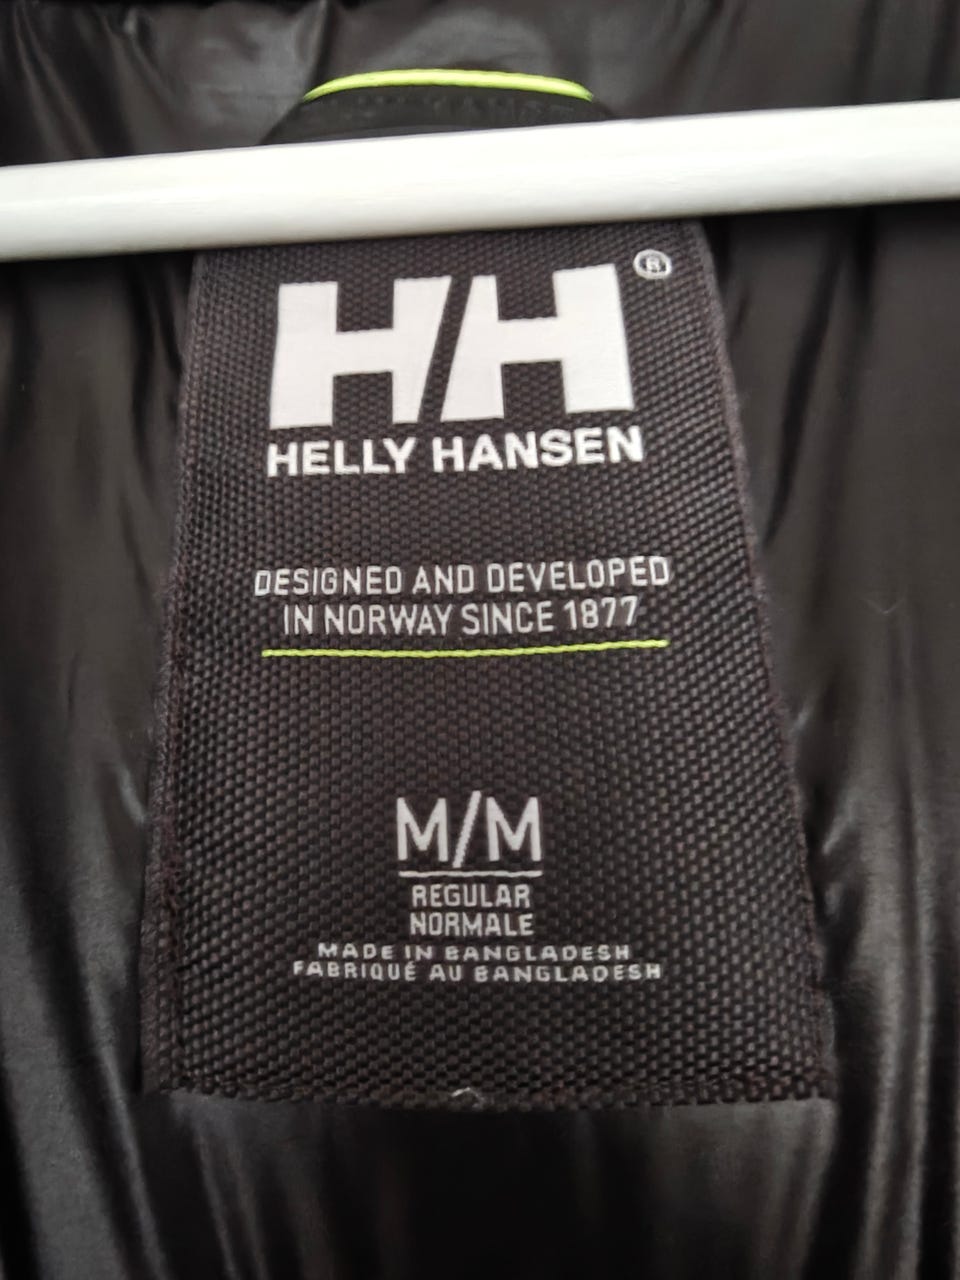 HH®
HELLY HANSEN
DESIGNED AND DEVELOPED
IN NORWAY SINCE 1877
M/M
REGULAR
NORMALE
MADE IN BANGLADESH
FABRIQUÉ AU BANGLADESH